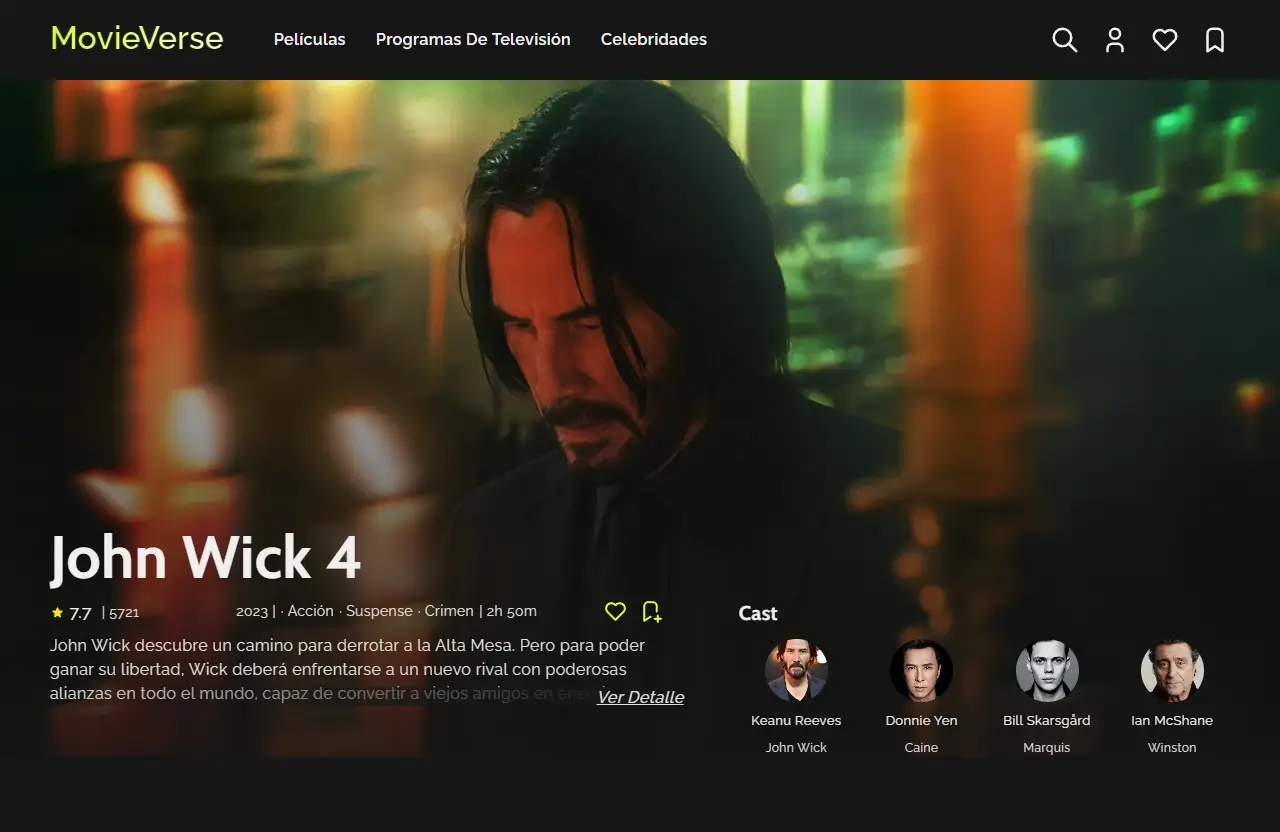 MovieVerse
Películas
Programas De Televisión
Celebridades
John Wick 4
7.7 | 5721
2023 | · Acción · Suspense · Crimen | 2h 50m
John Wick descubre un camino para derrotar a la Alta Mesa. Pero para poder
ganar su libertad, Wick deberá enfrentarse a un nuevo rival con poderosas
alianzas en todo el mundo, capaz de convertir a viejos amigos en
Ver Detalle
Cast
Keanu Reeves
John Wick
Donnie Yen
Caine
Bill Skarsgård
Marquis
Ian McShane
Winston